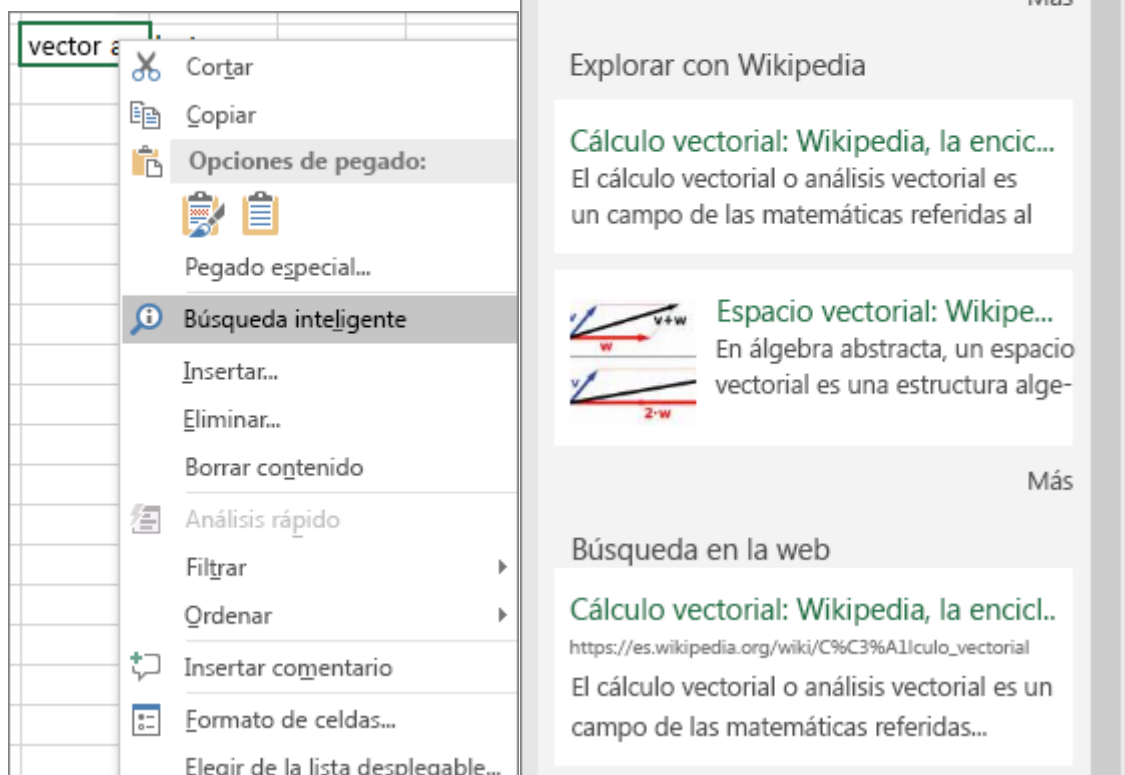 vector a
Cortar
Copiar
Opciones de pegado:
Pegado especial...
Búsqueda inteligente
Insertar...
Eliminar...
Borrar contenido
Análisis rápido
Filtrar
Ordenar
Insertar comentario
Formato de celdas...
Elegir de la lista desplegable...
Más
Explorar con Wikipedia
Cálculo vectorial: Wikipedia, la encic...
El cálculo vectorial o análisis vectorial es
un campo de las matemáticas referidas al
v+w
w
v
2·w
Espacio vectorial: Wikipe...
En álgebra abstracta, un espacio
vectorial es una estructura alge-
Más
Búsqueda en la web
Cálculo vectorial: Wikipedia, la encicl..
https://es.wikipedia.org/wiki/C%C3%A1lculo_vectorial
El cálculo vectorial o análisis vectorial es un
campo de las matemáticas referidas...